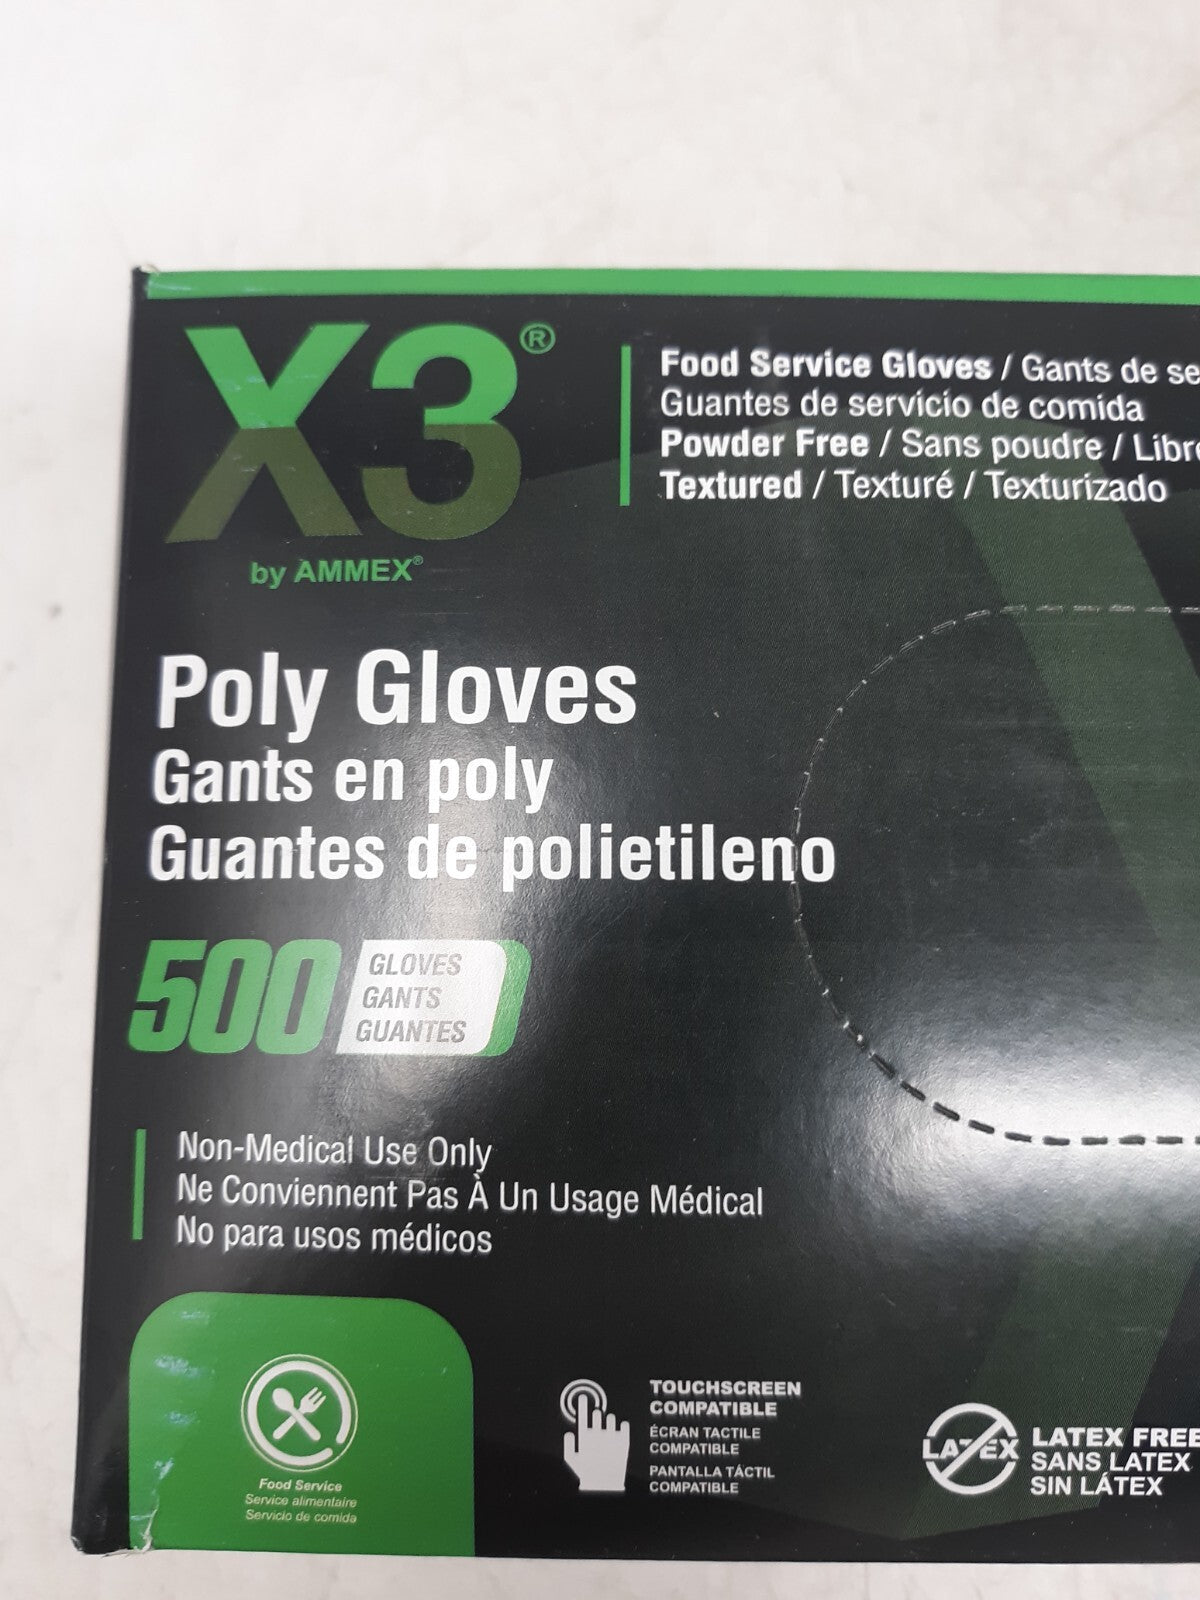 X3®
by AMMEX®
Food Service Gloves / Gants de
Guantes de servicio de comida
Powder Free / Sans poudre /
Textured / Texturé / Texturizado
Poly Gloves
Gants en poly
Guantes de polietileno
500
GLOVES
GANTS
GUANTES
Non-Medical Use Only
Ne Conviennent Pas À Un Usage Médical
No para usos médicos
Food Service
Service alimentaire
Servicio de comida
TOUCHSCREEN
COMPATIBLE
ÉCRAN TACTILE
COMPATIBLE
PANTALLA TÁCTIL
COMPATIBLE
LATEX
LATEX FREE
SANS LATEX
SIN LÁTEX